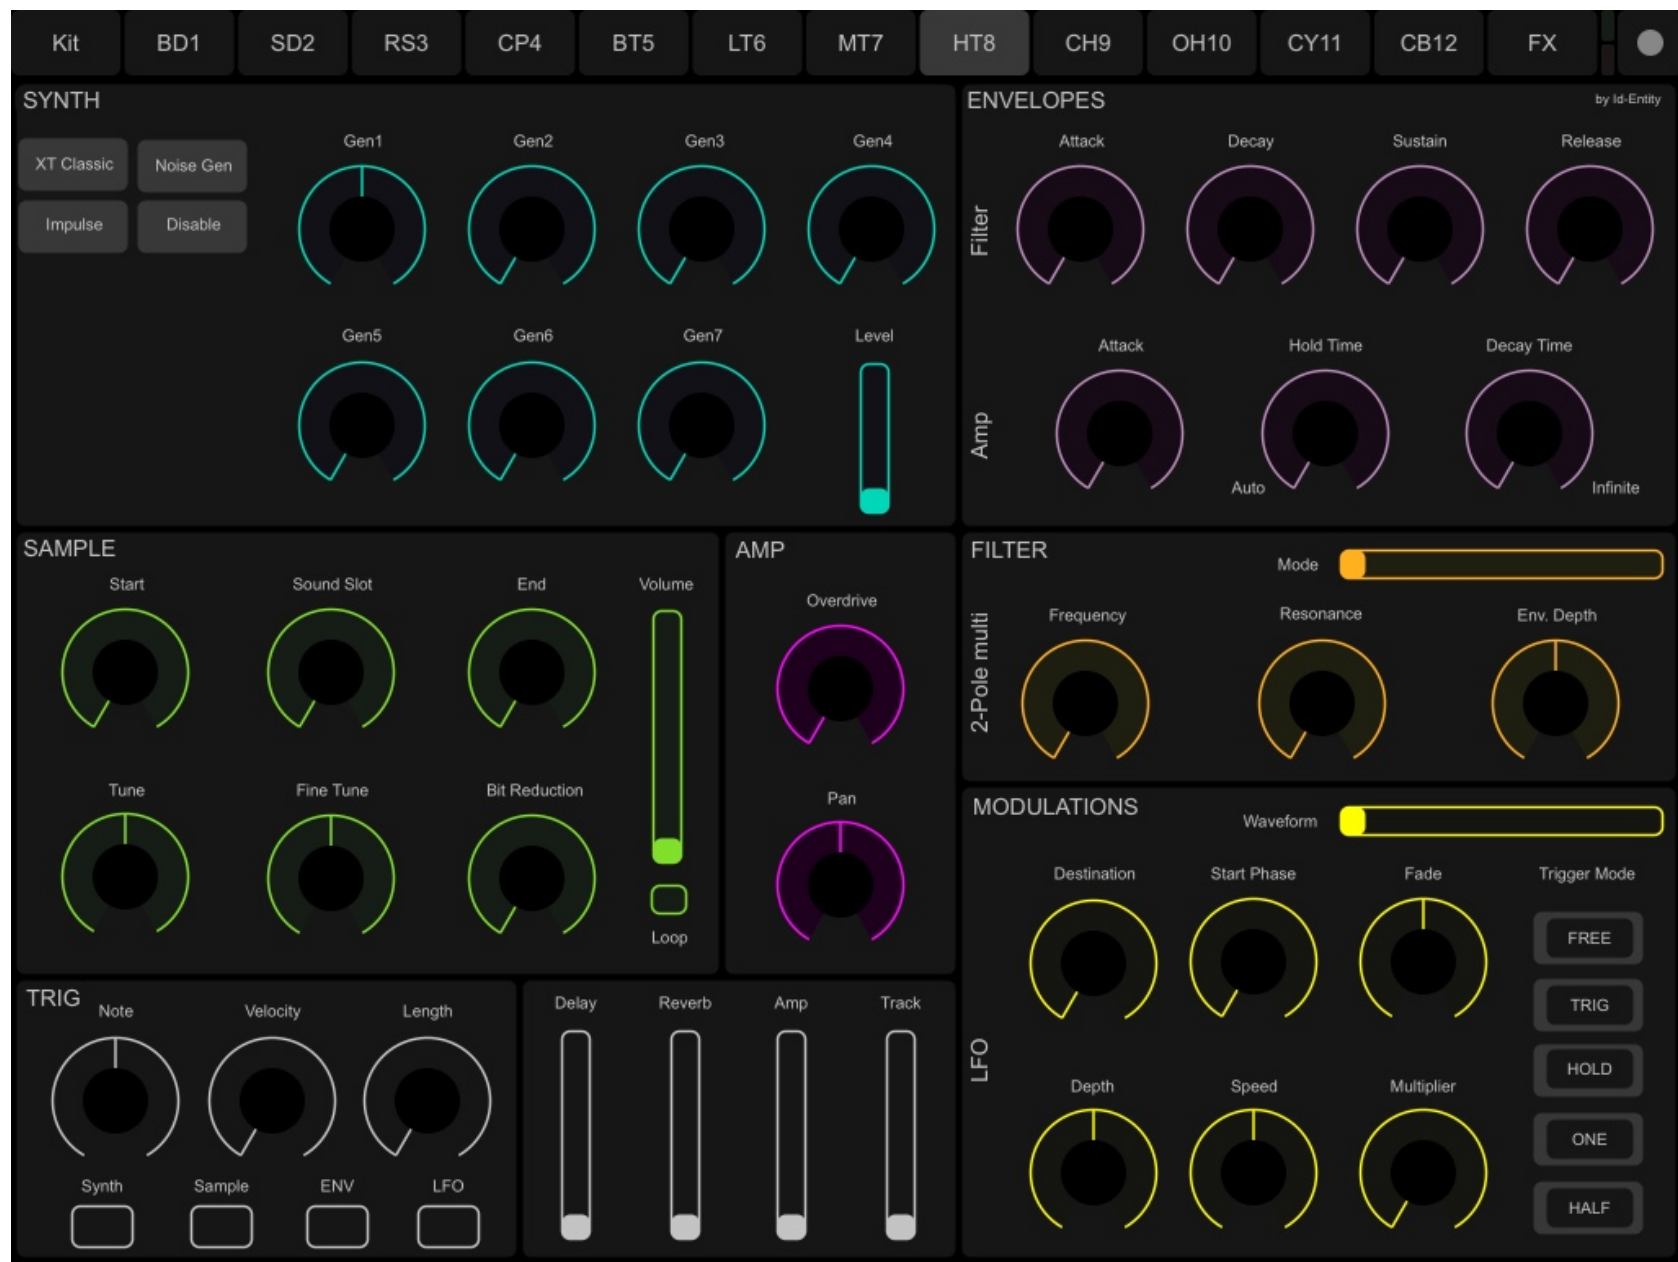 Kit BD1 SD2 RS3 CP4 BT5 LT6 MT7 HT8 CH9 OH10 CY11 CB12 FX
SYNTH
XT Classic Noise Gen
Impulse Disable
Gen1 Gen2 Gen3 Gen4
Gen5 Gen6 Gen7 Level
ENVELOPES by Id-Entity
Filter
Attack Decay Sustain Release
Amp
Attack Hold Time Decay Time
Auto Infinite
SAMPLE
Start Sound Slot End Volume
Tune Fine Tune Bit Reduction
Loop
AMP
Overdrive
Pan
FILTER Mode
2-Pole multi
Frequency Resonance Env. Depth
MODULATIONS
Waveform
LFO
Destination Start Phase Fade Trigger Mode
Depth Speed Multiplier
FREE
TRIG
HOLD
ONE
HALF
TRIG
Note Velocity Length
Synth Sample ENV LFO
Delay Reverb Amp Track